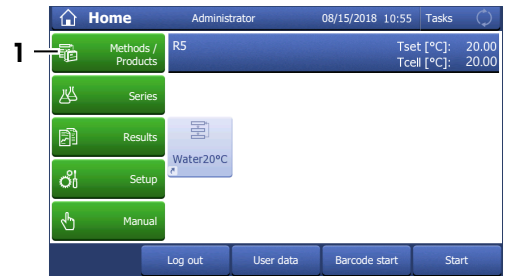 Home Administrator 08/15/2018 10:55 Tasks
1
Methods /
Products
R5 Tset [°C]: 20.00
Tcell [°C]: 20.00
Series
Results
Water20°C
Setup
Manual
Log out User data Barcode start Start